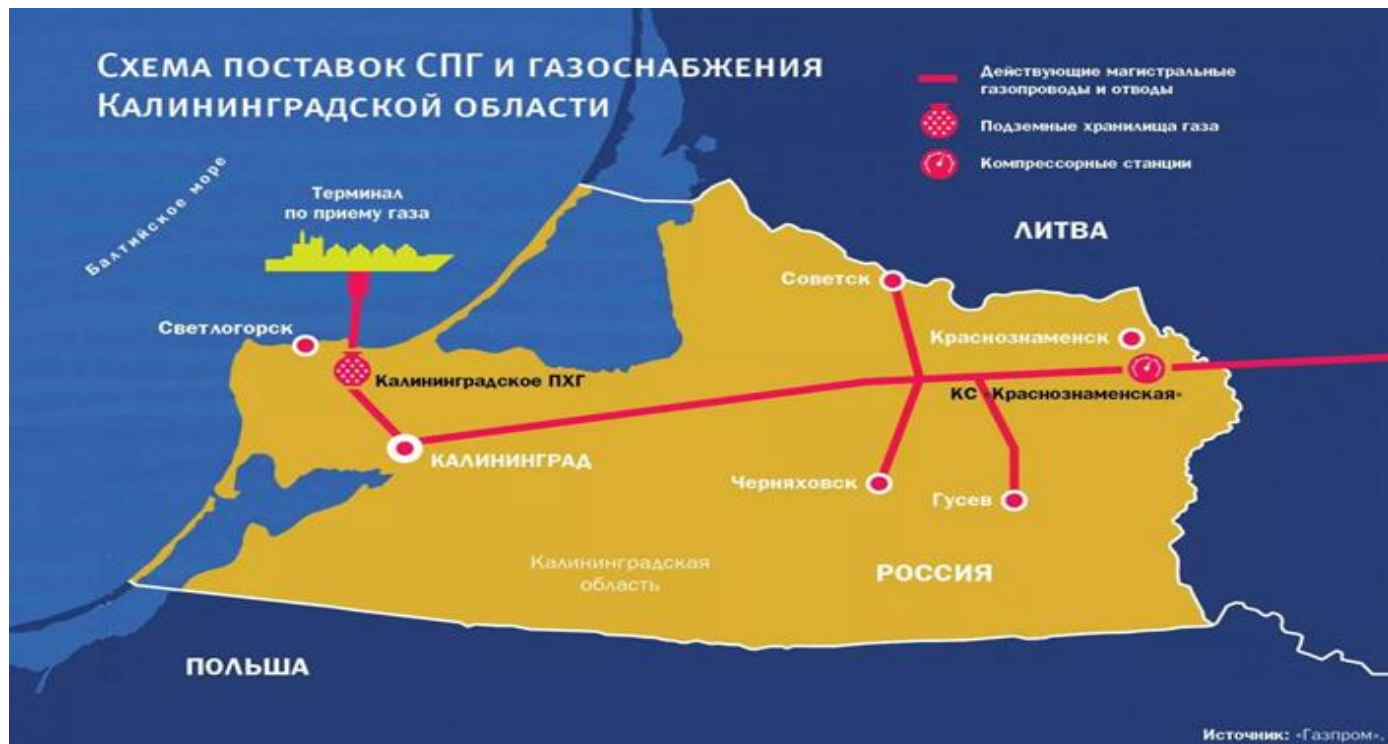 Схема поставок СПГ и газоснабжения
Калининградской области
Действующие магистральные
газопроводы и отводы
Подземные хранилища газа
Компрессорные станции
Балтийское море
Терминал
по приему газа
ЛИТВА
Советск
Светлогорск
Краснознаменск
Калининградское ПХГ
КС «Краснознаменская»
КАЛИНИНГРАД
Черняховск
Гусев
Калининградская
область
РОССИЯ
ПОЛЬША
Источник: «Газпром».